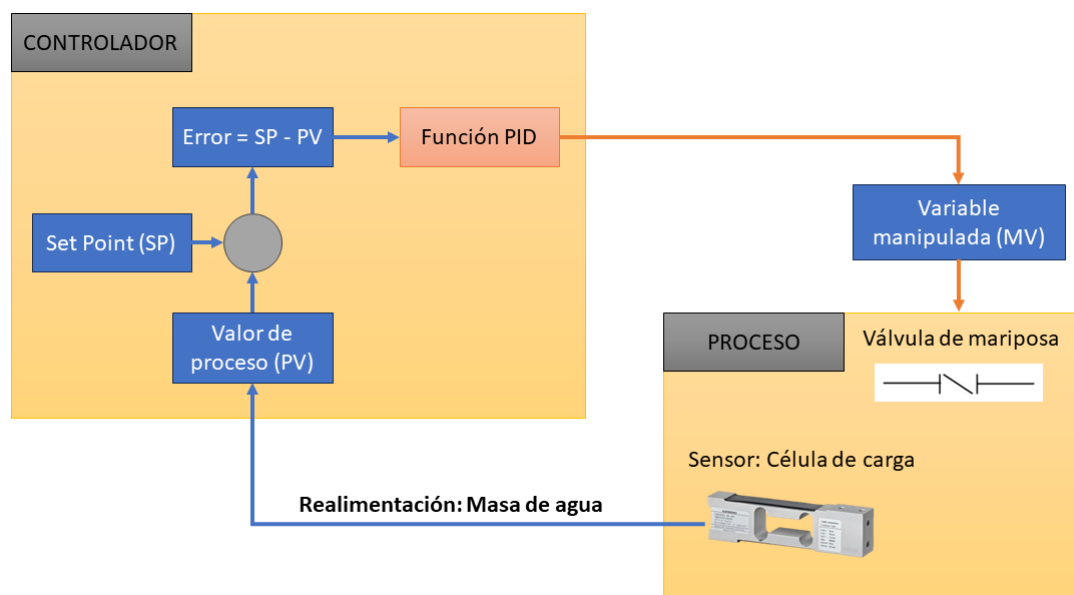 CONTROLADOR
Error = SP - PV
Función PID
Set Point (SP)
Variable
manipulada (MV)
Valor de
proceso (PV)
PROCESO
Válvula de mariposa
Sensor: Célula de carga
Realimentación: Masa de agua